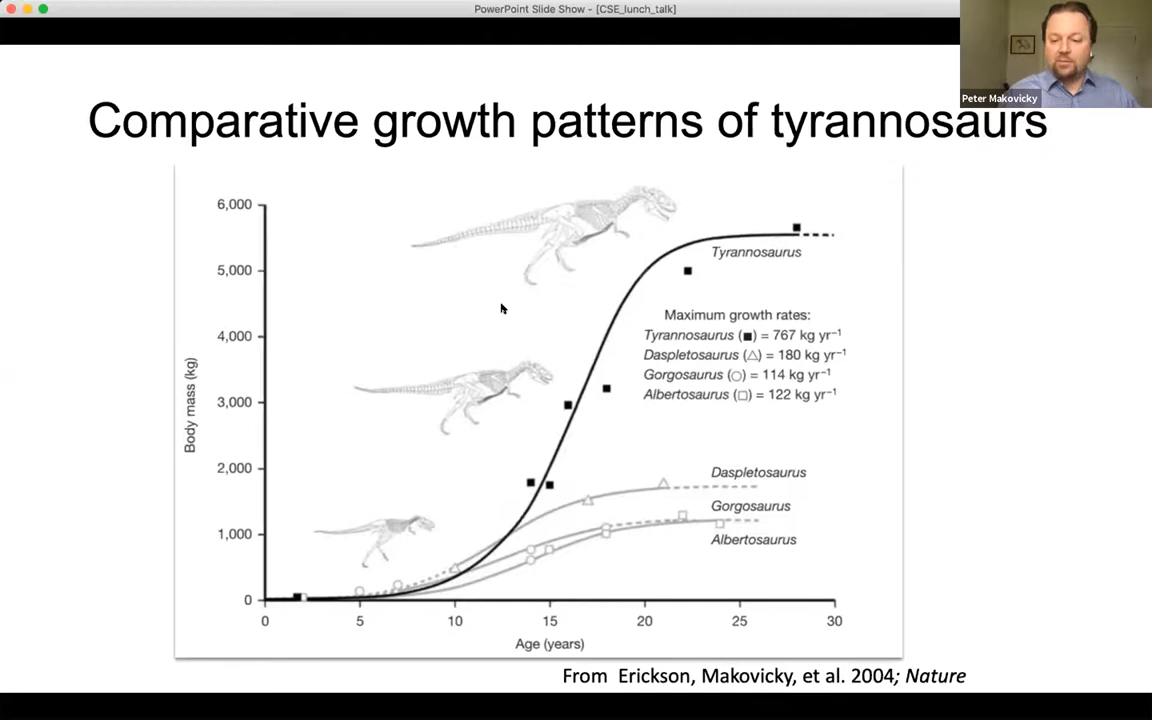 PowerPoint Slide Show - [CSE_lunch_talk]
Peter Makovicky
Comparative growth patterns of tyrannosaurs
6,000
5,000
4,000
3,000
2,000
1,000
0
Body mass (kg)
Tyrannosaurus
Maximum growth rates:
Tyrannosaurus (■) = 767 kg yr⁻¹
Daspletosaurus (△) = 180 kg yr⁻¹
Gorgosaurus (○) = 114 kg yr⁻¹
Albertosaurus (□) = 122 kg yr⁻¹
Daspletosaurus
Gorgosaurus
Albertosaurus
0 5 10 15 20 25 30
Age (years)
From Erickson, Makovicky, et al. 2004; Nature